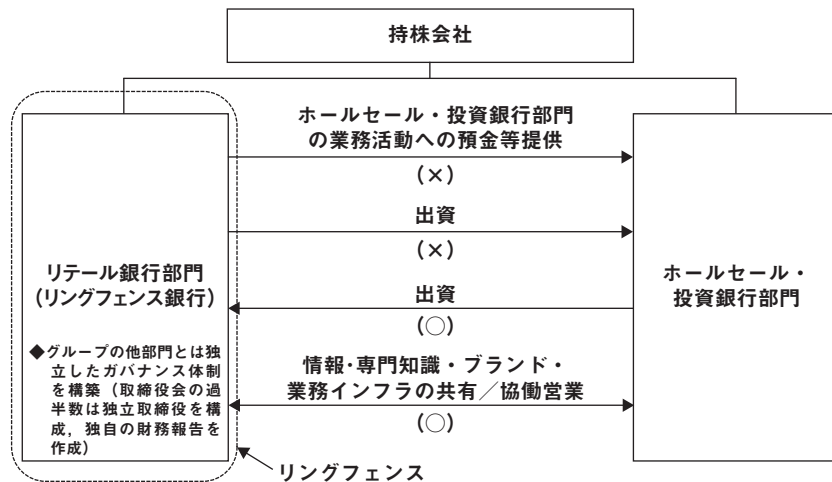 持株会社
ホールセール・投資銀行部門
の業務活動への預金等提供
(×)
出資
(×)
リテール銀行部門
(リングフェンス銀行)
◆グループの他部門とは独
立したガバナンス体制
を構築（取締役会の過
半数は独立取締役を構
成，独自の財務報告を
作成）
出資
(○)
情報･専門知識・ブランド・
業務インフラの共有／協働営業
(○)
ホールセール・
投資銀行部門
リングフェンス